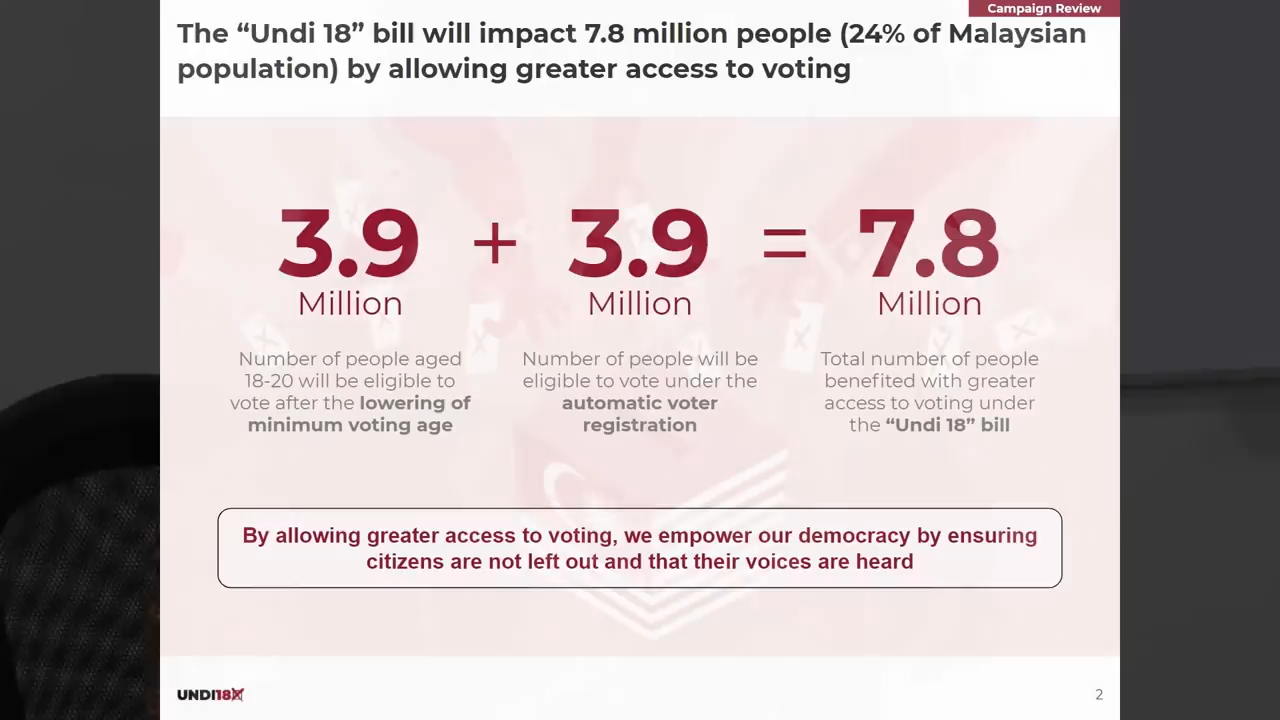 Campaign Review
The “Undi 18” bill will impact 7.8 million people (24% of Malaysian
population) by allowing greater access to voting
3.9 + 3.9 = 7.8
Million Million Million
Number of people aged
18-20 will be eligible to
vote after the lowering of
minimum voting age
Number of people will be
eligible to vote under the
automatic voter
registration
Total number of people
benefited with greater
access to voting under
the “Undi 18” bill
By allowing greater access to voting, we empower our democracy by ensuring
citizens are not left out and that their voices are heard
UNDI18
2